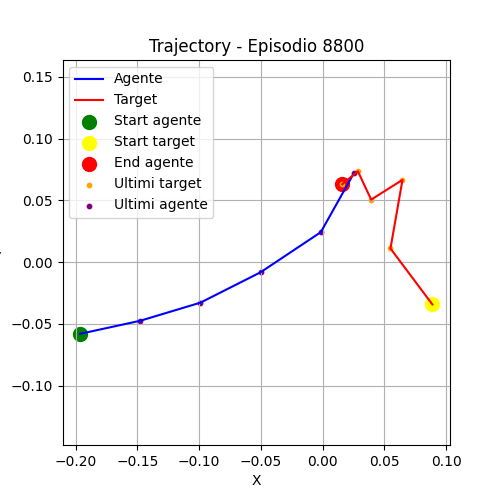 Trajectory - Episodio 8800
Agente
Target
Start agente
Start target
End agente
Ultimi target
Ultimi agente
0.15
0.10
0.05
0.00
−0.05
−0.10
−0.20
−0.15
−0.10
−0.05
0.00
0.05
0.10
X